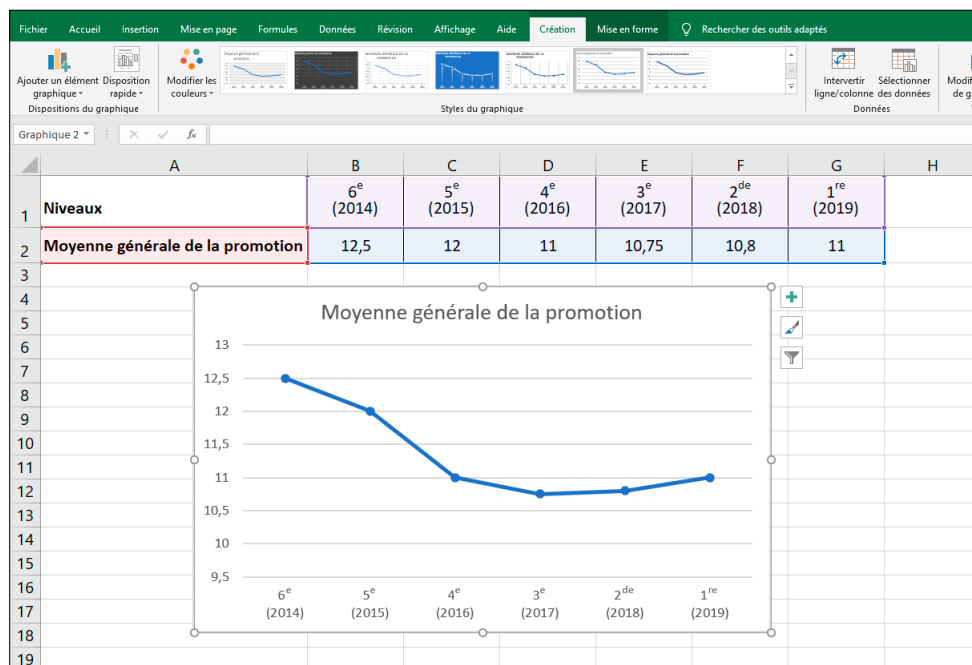 Fichier Accueil Insertion Mise en page Formules Données Révision Affichage Aide Création Mise en forme Rechercher des outils adaptés
Ajouter un élément graphique
Disposition rapide
Modifier les couleurs
Intervertir ligne/colonne
Sélectionner des données
Dispositions du graphique
Styles du graphique
Données
Graphique 2
fx
A B C D E F G H
1 Niveaux 6e (2014) 5e (2015) 4e (2016) 3e (2017) 2de (2018) 1re (2019)
2 Moyenne générale de la promotion 12,5 12 11 10,75 10,8 11
3
4
5
6
7
8
9
10
11
12
13
14
15
16
17
18
19
Moyenne générale de la promotion
13
12,5
12
11,5
11
10,5
10
9,5
6e 5e 4e 3e 2de 1re
(2014) (2015) (2016) (2017) (2018) (2019)